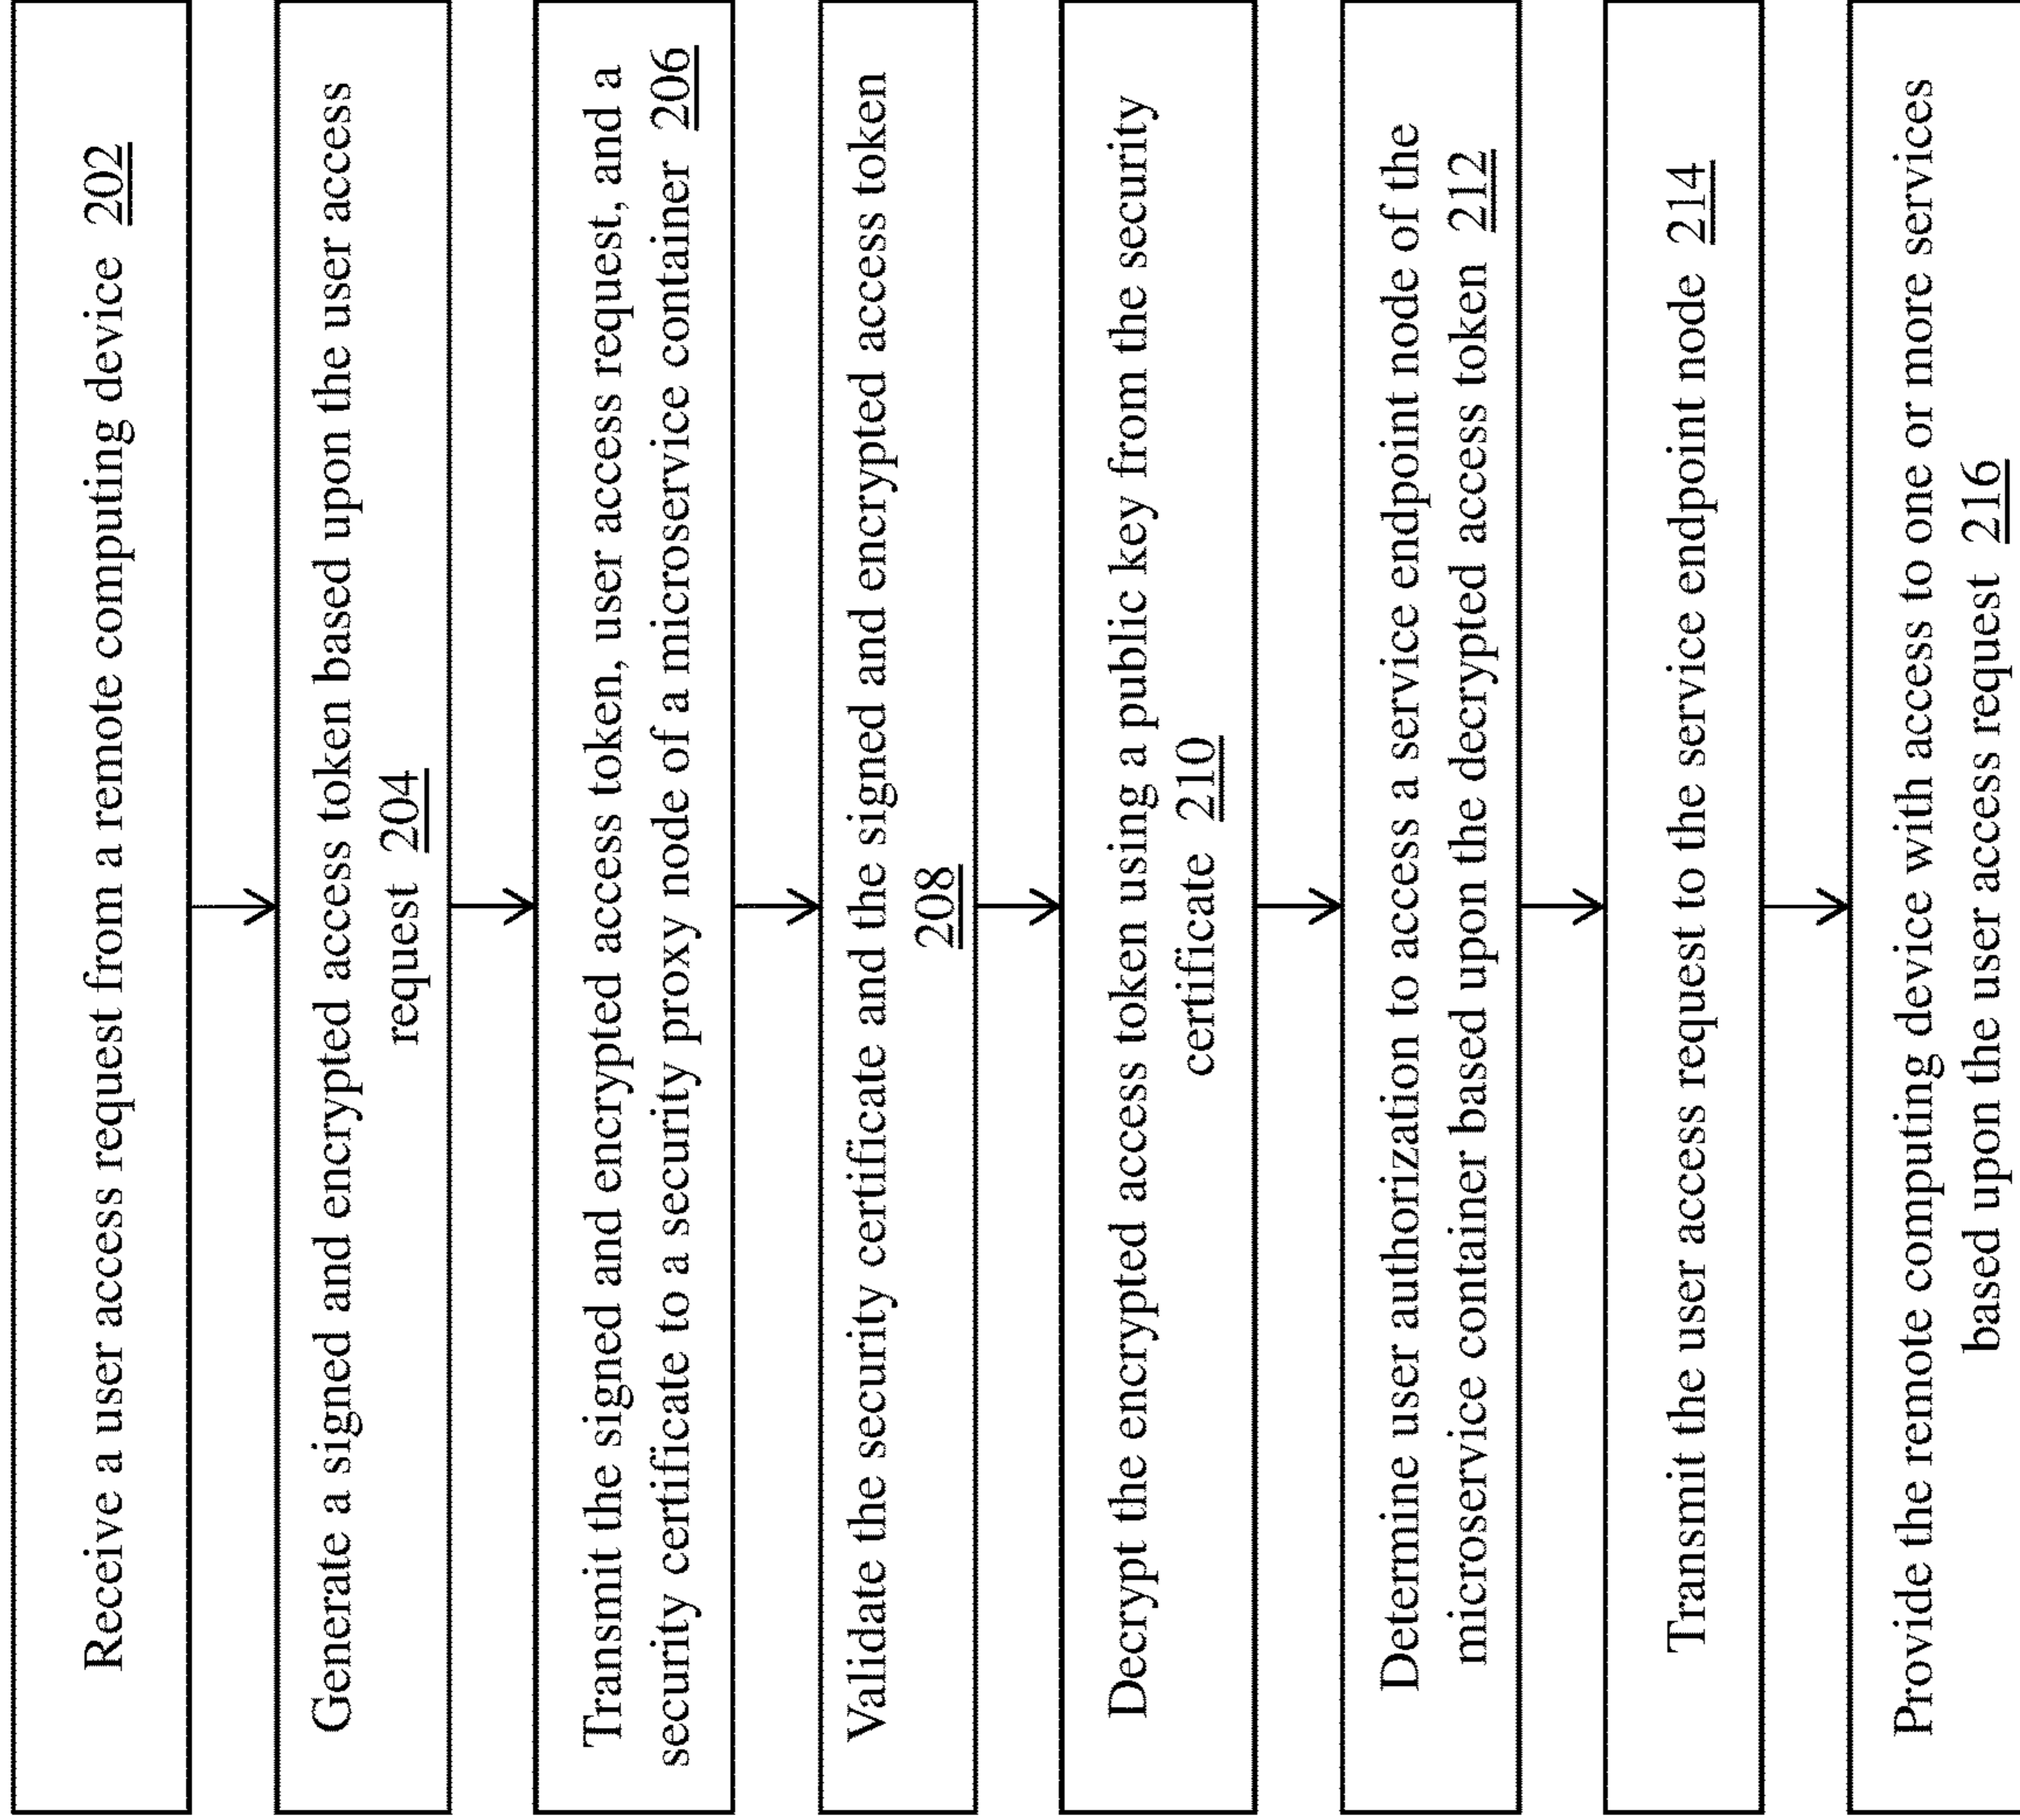 Receive a user access request from a remote computing device 202
Generate a signed and encrypted access token based upon the user access
request 204
Transmit the signed and encrypted access token, user access request, and a
security certificate to a security proxy node of a microservice container 206
Validate the security certificate and the signed and encrypted access token
208
Decrypt the encrypted access token using a public key from the security
certificate 210
Determine user authorization to access a service endpoint node of the
microservice container based upon the decrypted access token 212
Transmit the user access request to the service endpoint node 214
Provide the remote computing device with access to one or more services
based upon the user access request 216